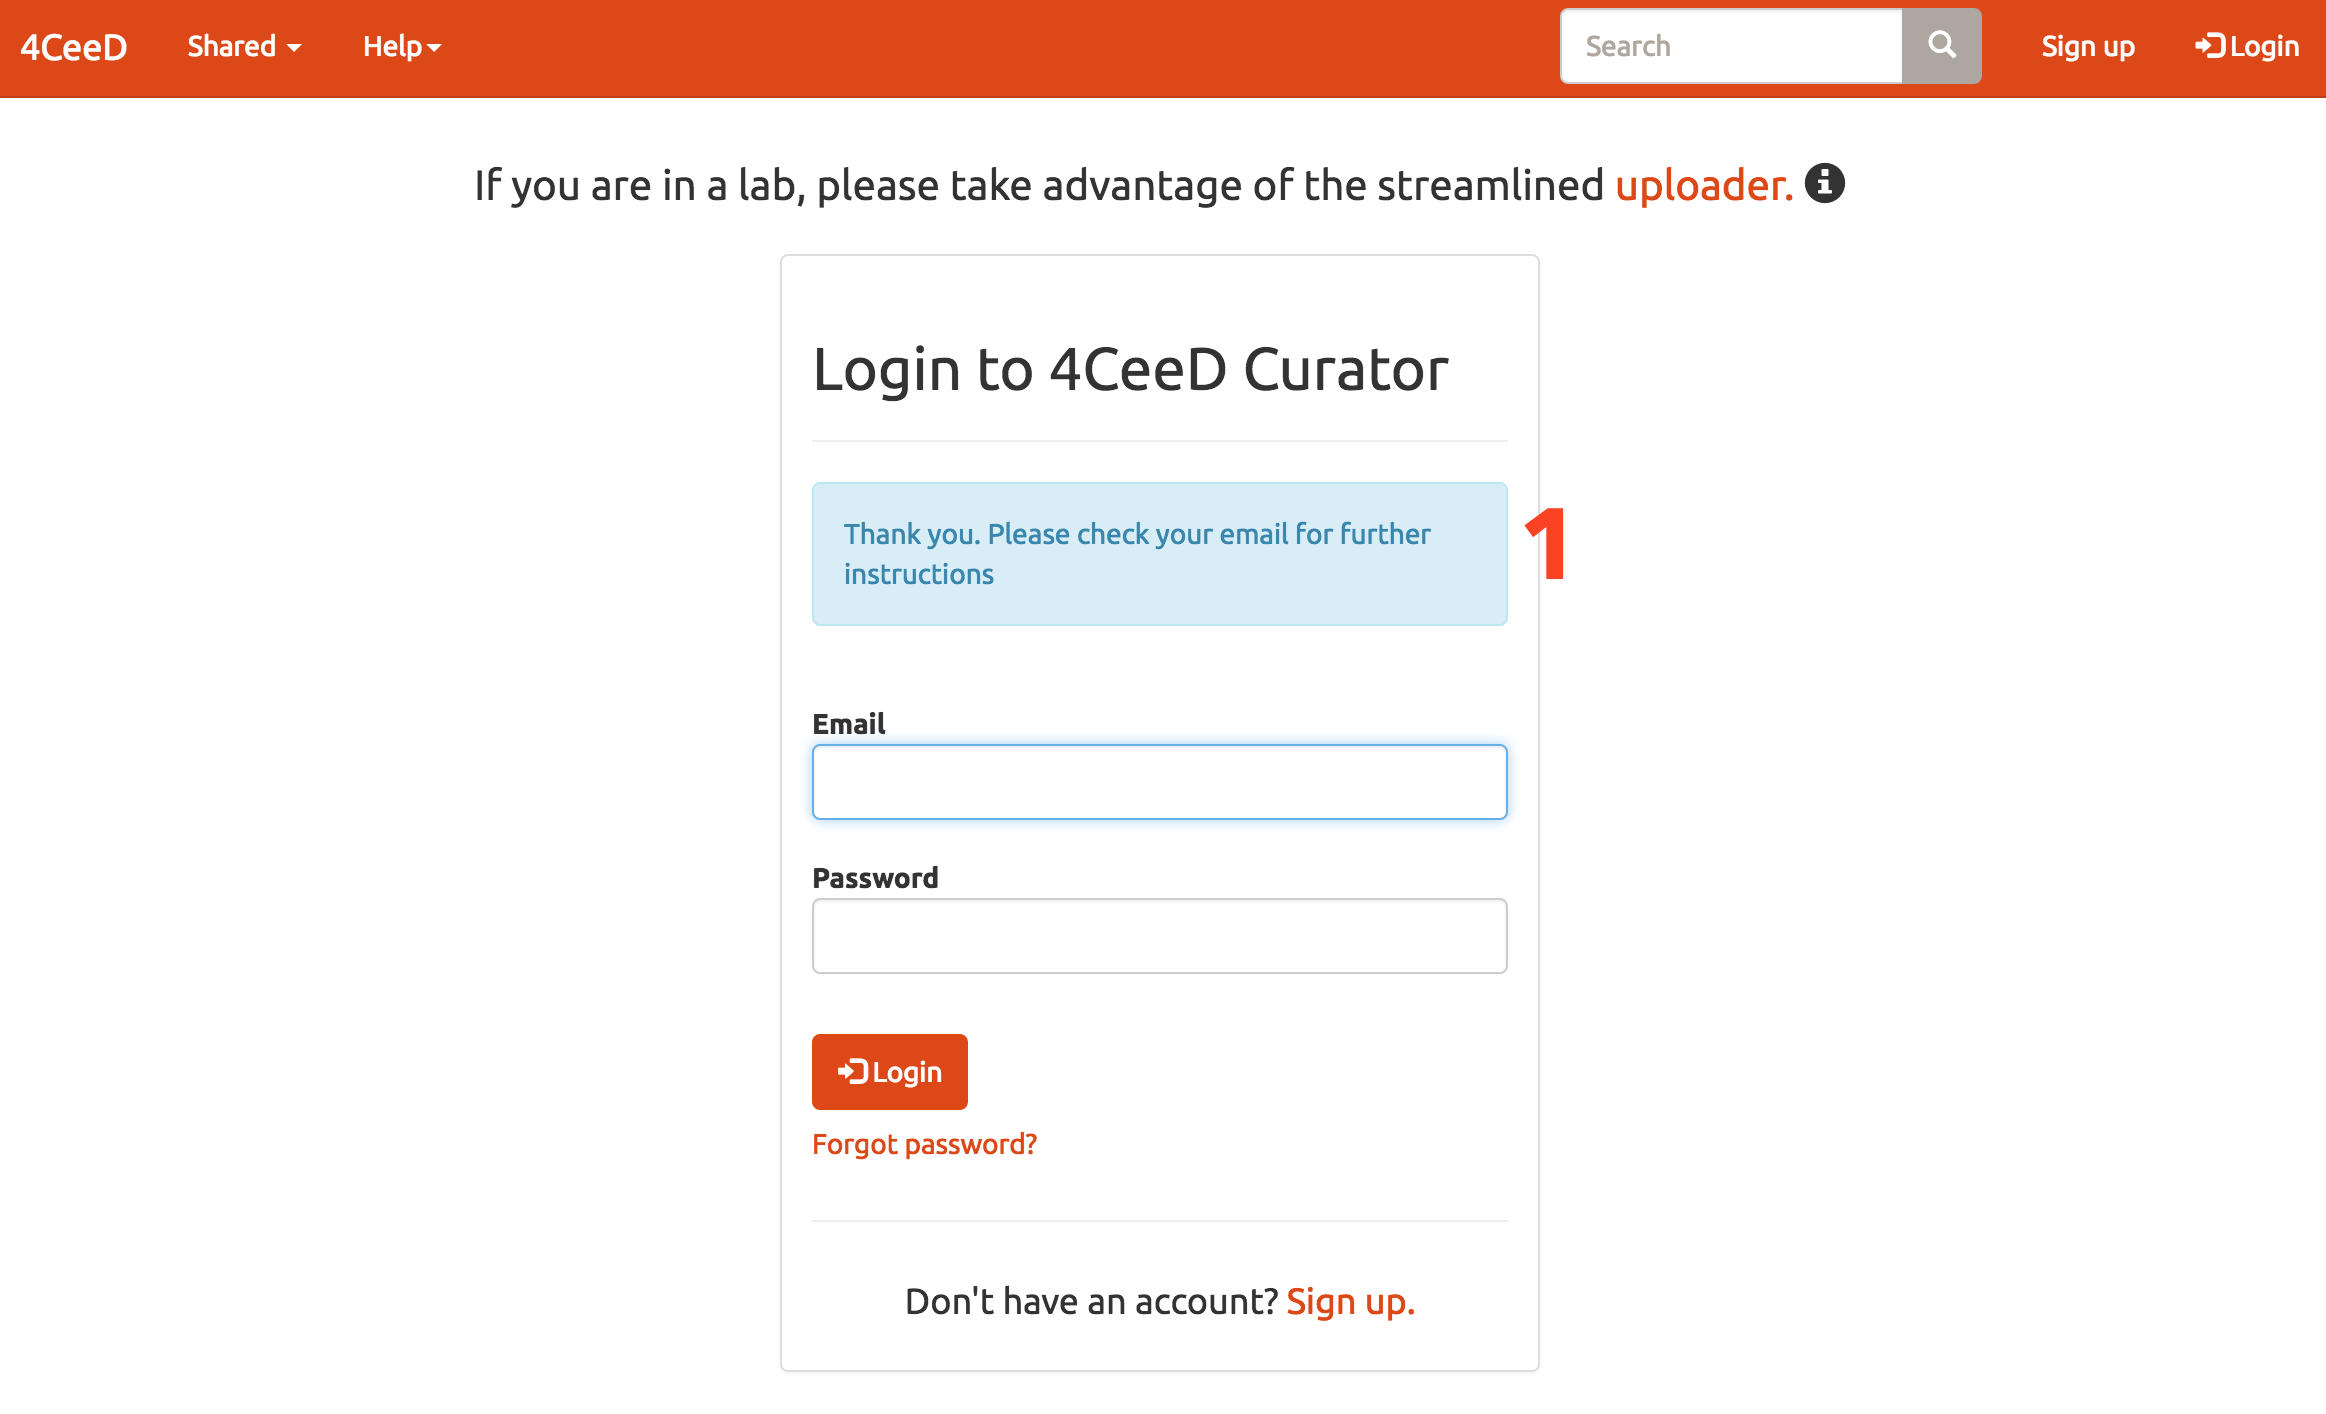 4CeeD Shared Help Search Sign up Login
If you are in a lab, please take advantage of the streamlined uploader.
Login to 4CeeD Curator
Thank you. Please check your email for further
instructions
1
Email
Password
Login
Forgot password?
Don't have an account? Sign up.